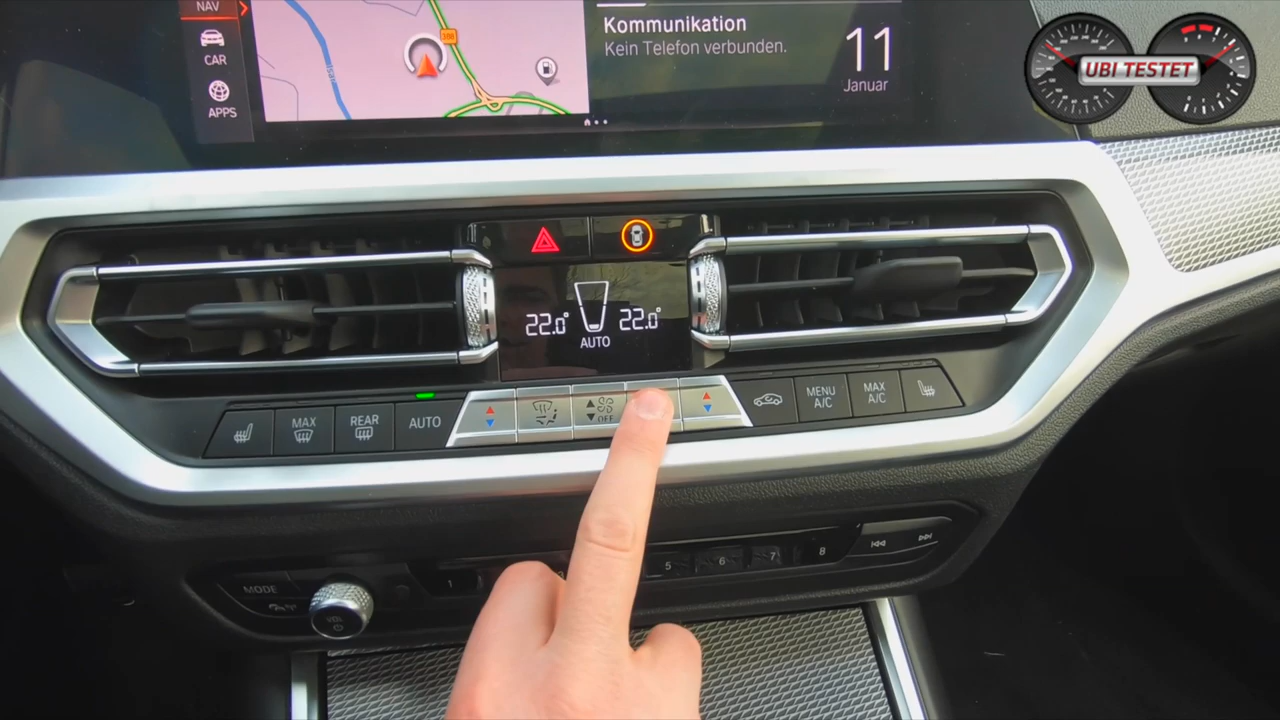 NAV
CAR
APPS
308
Kommunikation
Kein Telefon verbunden.
11
Januar
UBI TESTET
22.0°
22.0°
AUTO
MAX
REAR
AUTO
OFF
MENU
A/C
MAX
A/C
MODE
1
5
6
7
8